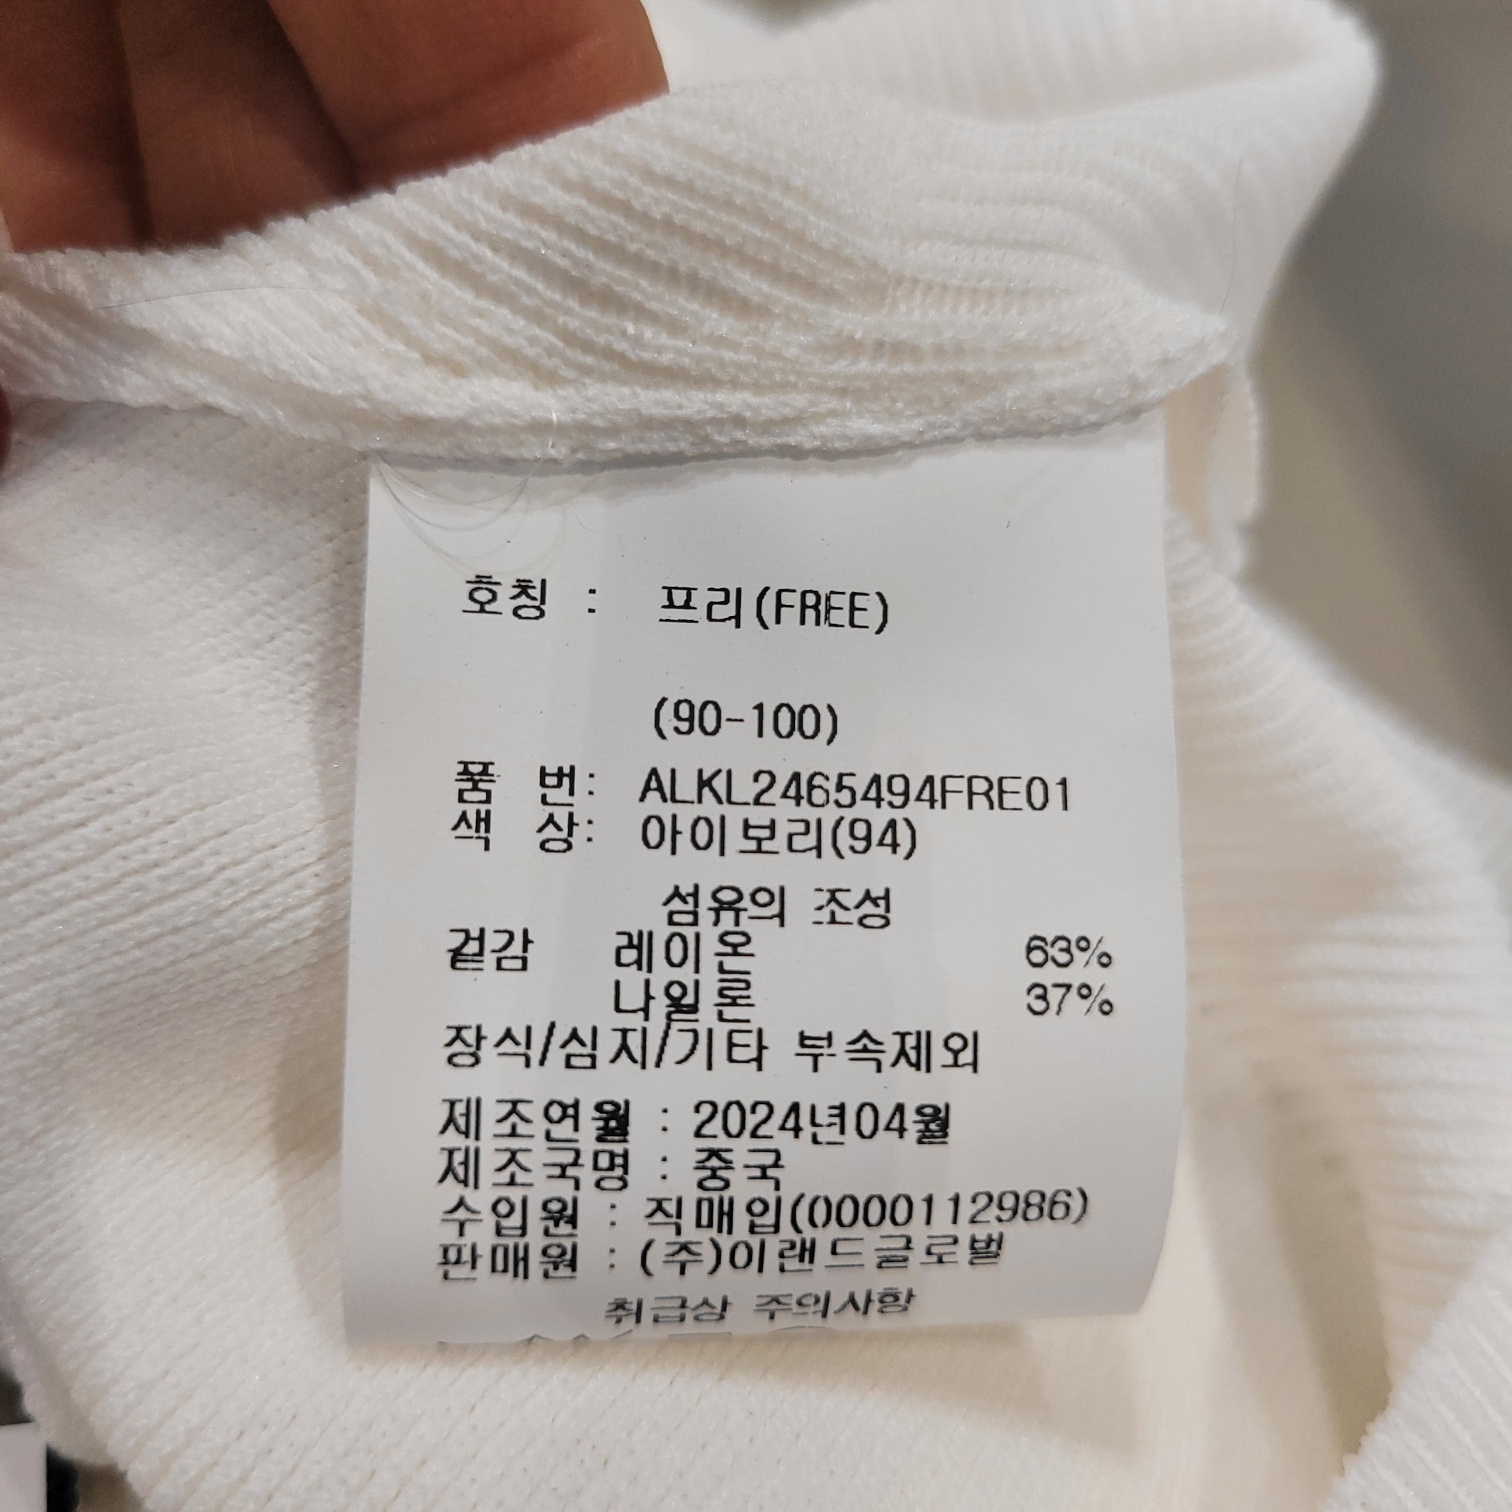 호칭 : 프리(FREE)
(90-100)
품 번: ALKL2465494FRE01
색 상: 아이보리(94)
섬유의 조성
겉감 레이온 63%
나일론 37%
장식/심지/기타 부속제외
제조연월 : 2024년04월
제조국명 : 중국
수입원 : 직매입(0000112986)
판매원 : (주)이랜드글로벌
취급상 주의사항